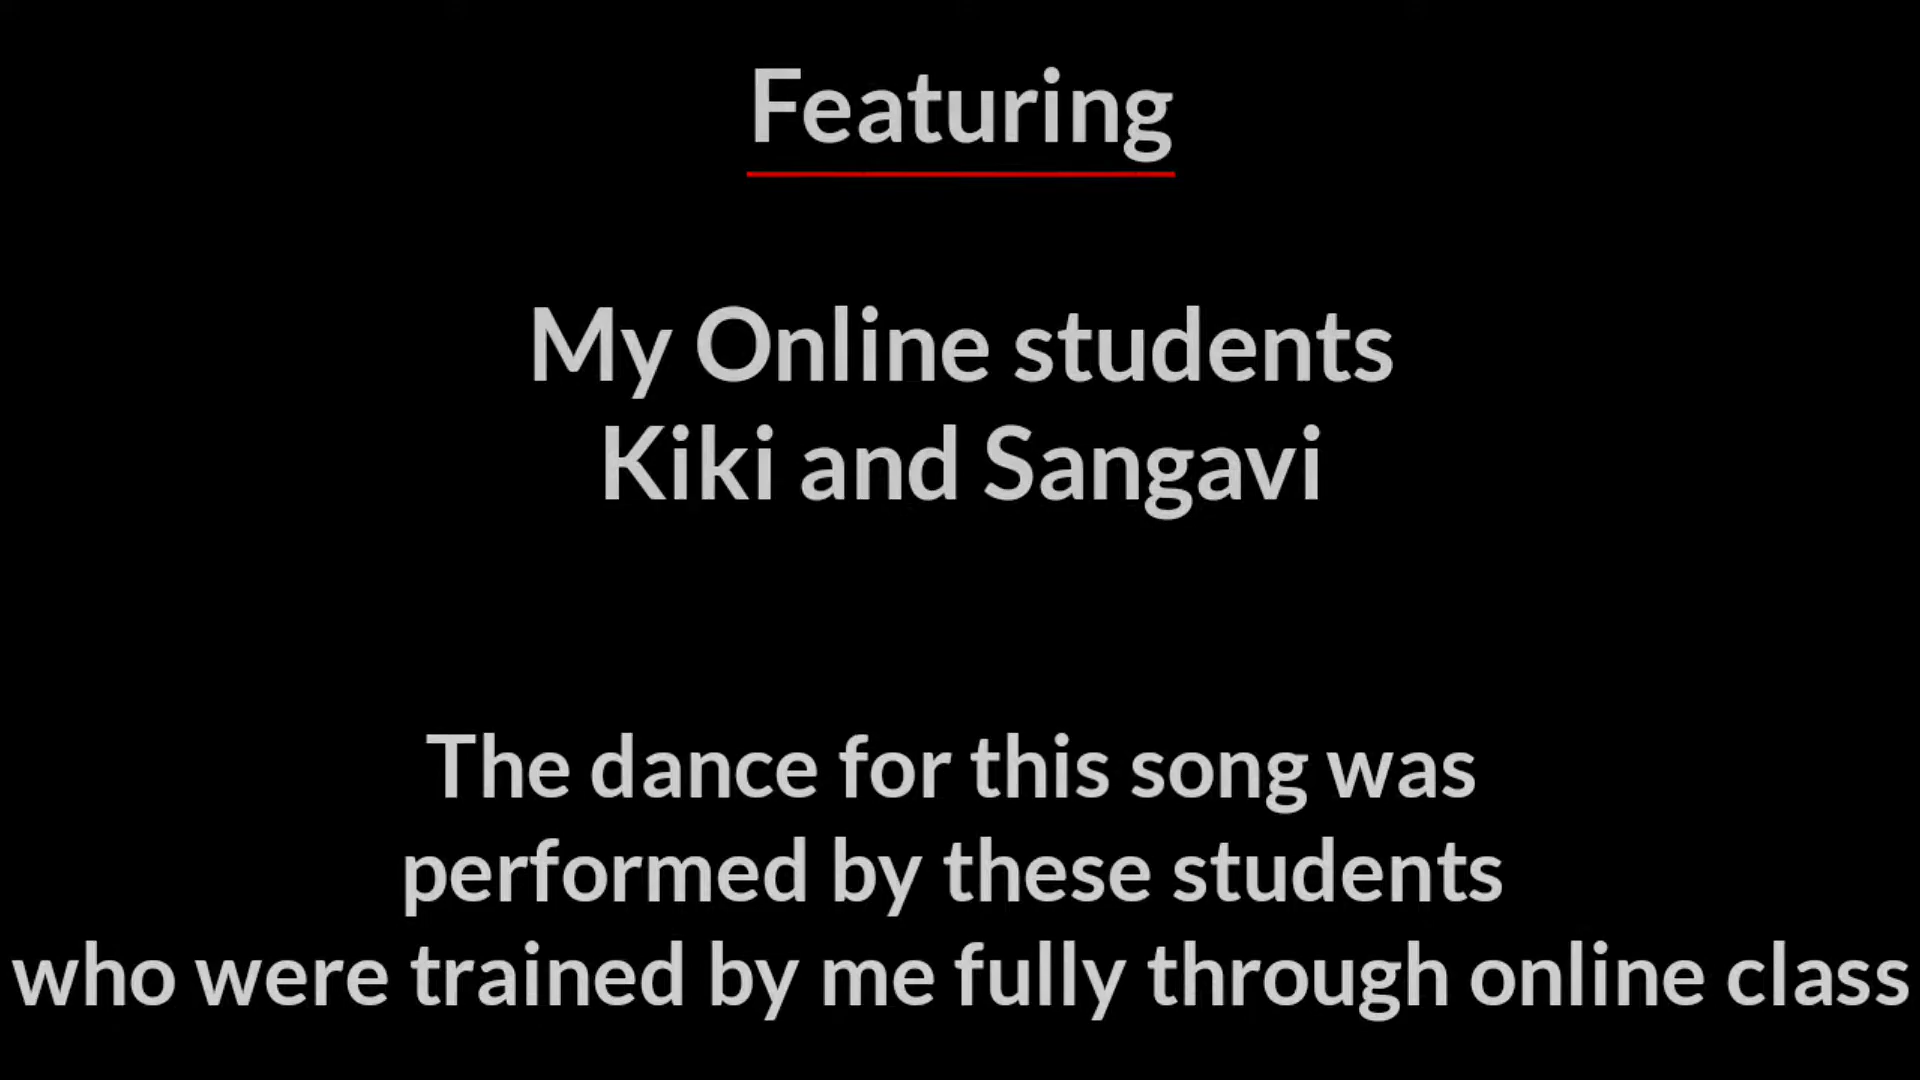 Featuring
My Online students
Kiki and Sangavi
The dance for this song was
performed by these students
who were trained by me fully through online class